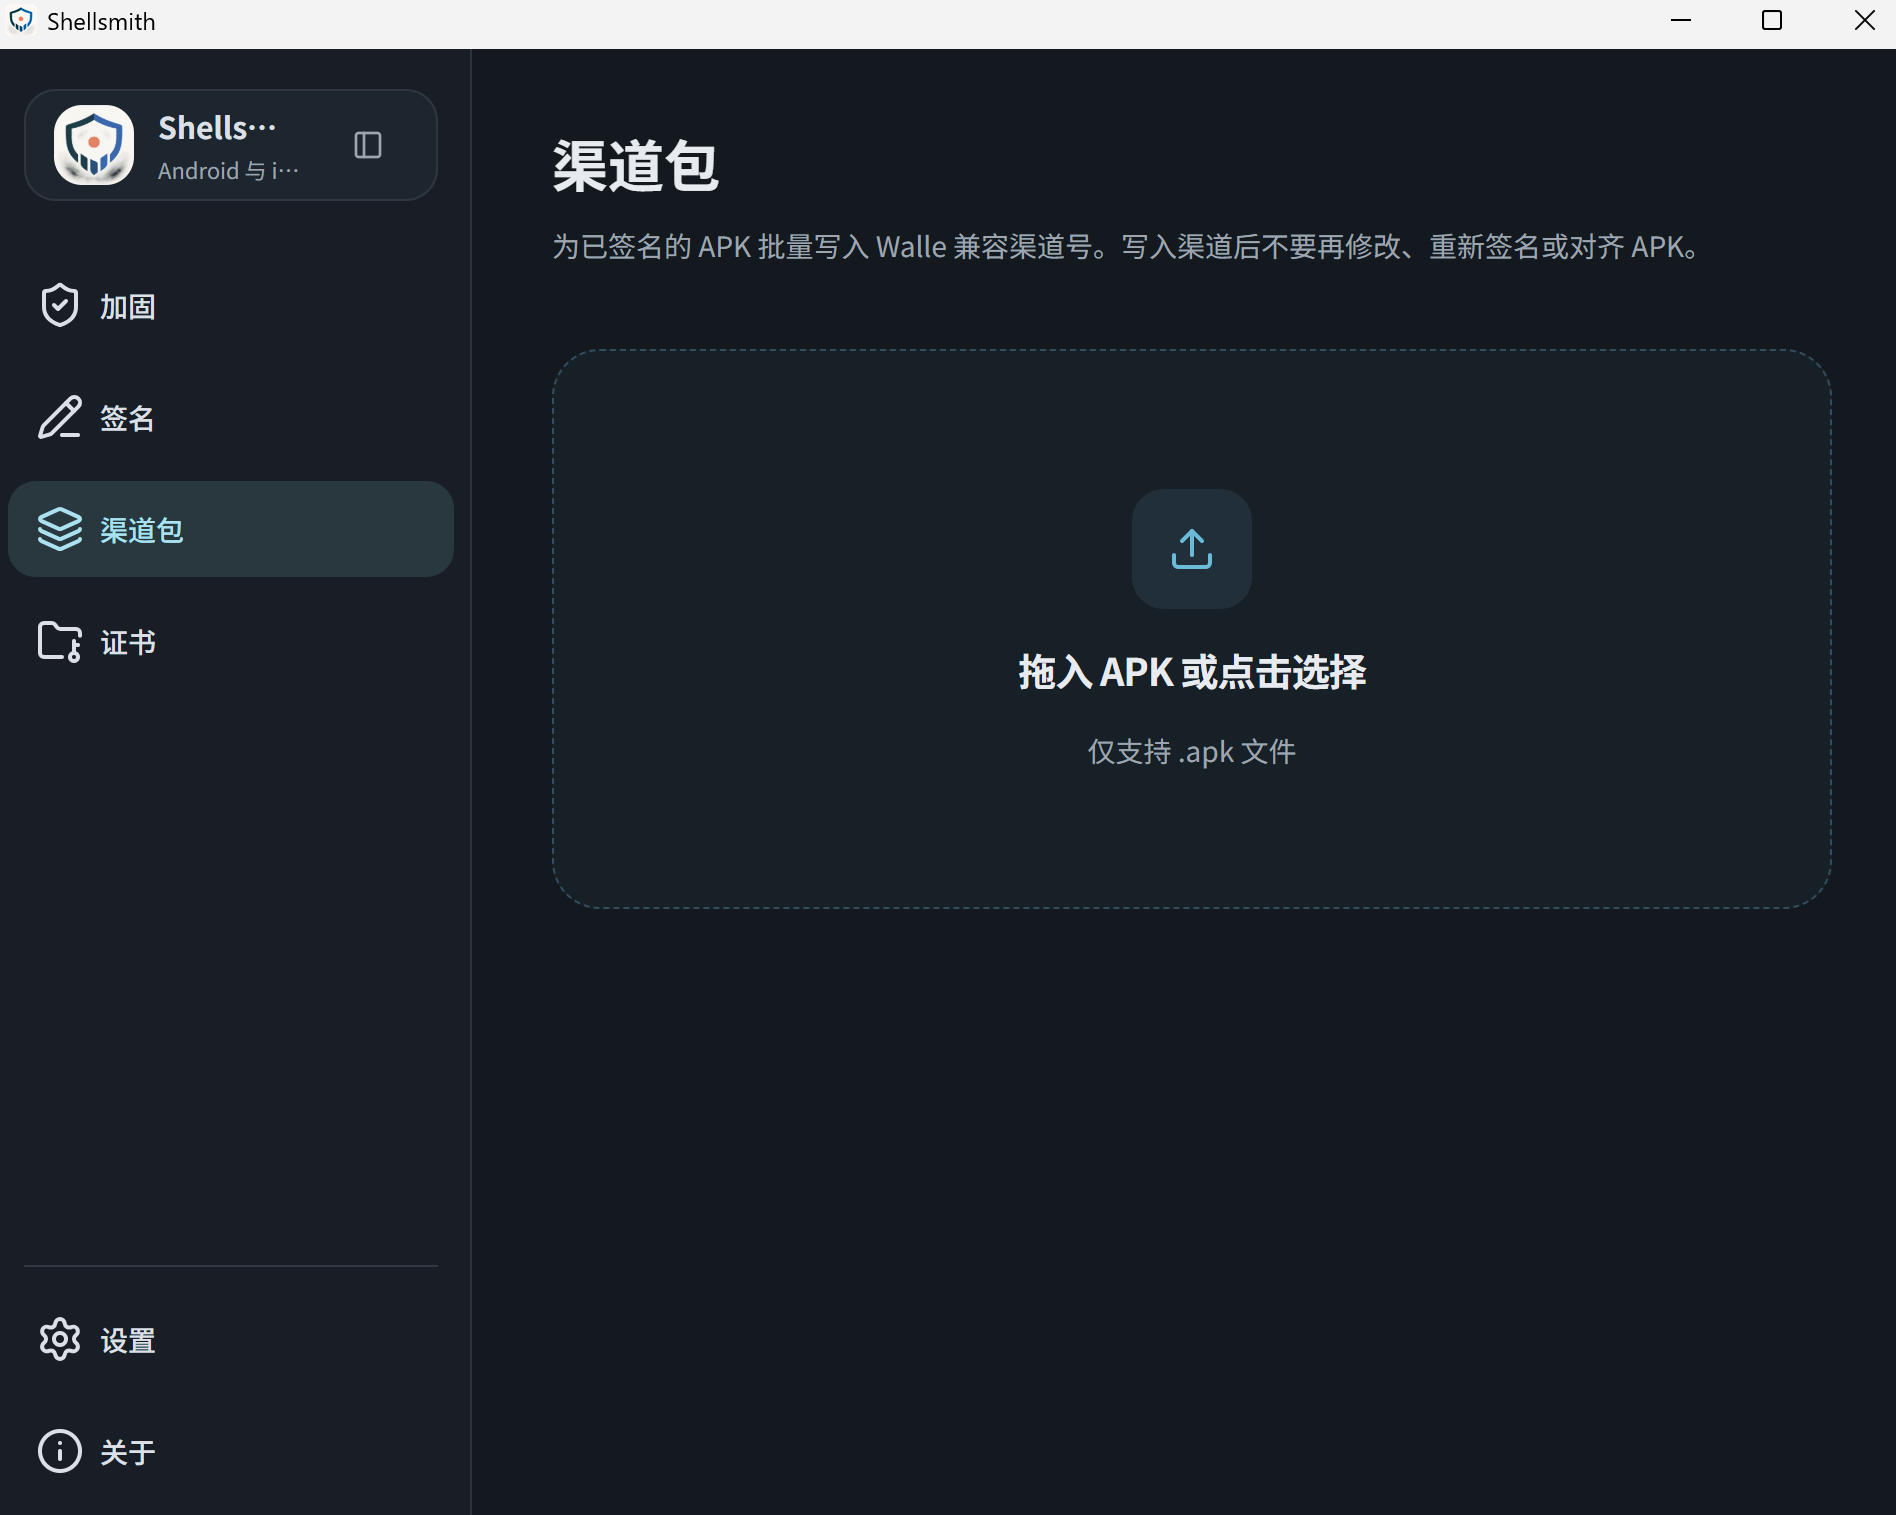 Shellsmith
Shells…
Android 与 i…
加固
签名
渠道包
证书
设置
关于
渠道包
为已签名的 APK 批量写入 Walle 兼容渠道号。写入渠道后不要再修改、重新签名或对齐 APK。
拖入 APK 或点击选择
仅支持 .apk 文件